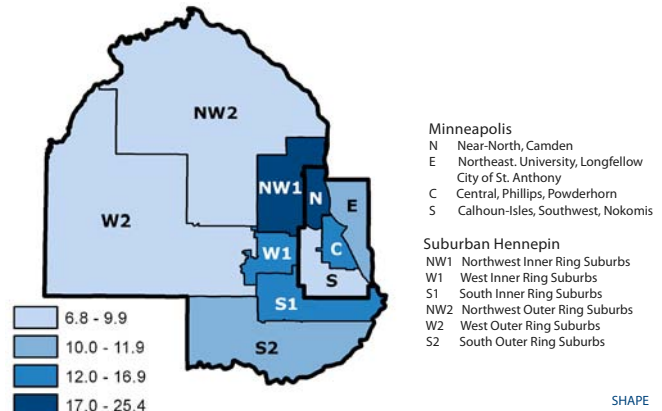 NW2
NW1
N
E
W2
C
W1
S
S1
S2
6.8 - 9.9
10.0 - 11.9
12.0 - 16.9
17.0 - 25.4
Minneapolis
N Near-North, Camden
E Northeast. University, Longfellow
City of St. Anthony
C Central, Phillips, Powderhorn
S Calhoun-Isles, Southwest, Nokomis
Suburban Hennepin
NW1 Northwest Inner Ring Suburbs
W1 West Inner Ring Suburbs
S1 South Inner Ring Suburbs
NW2 Northwest Outer Ring Suburbs
W2 West Outer Ring Suburbs
S2 South Outer Ring Suburbs
SHAPE